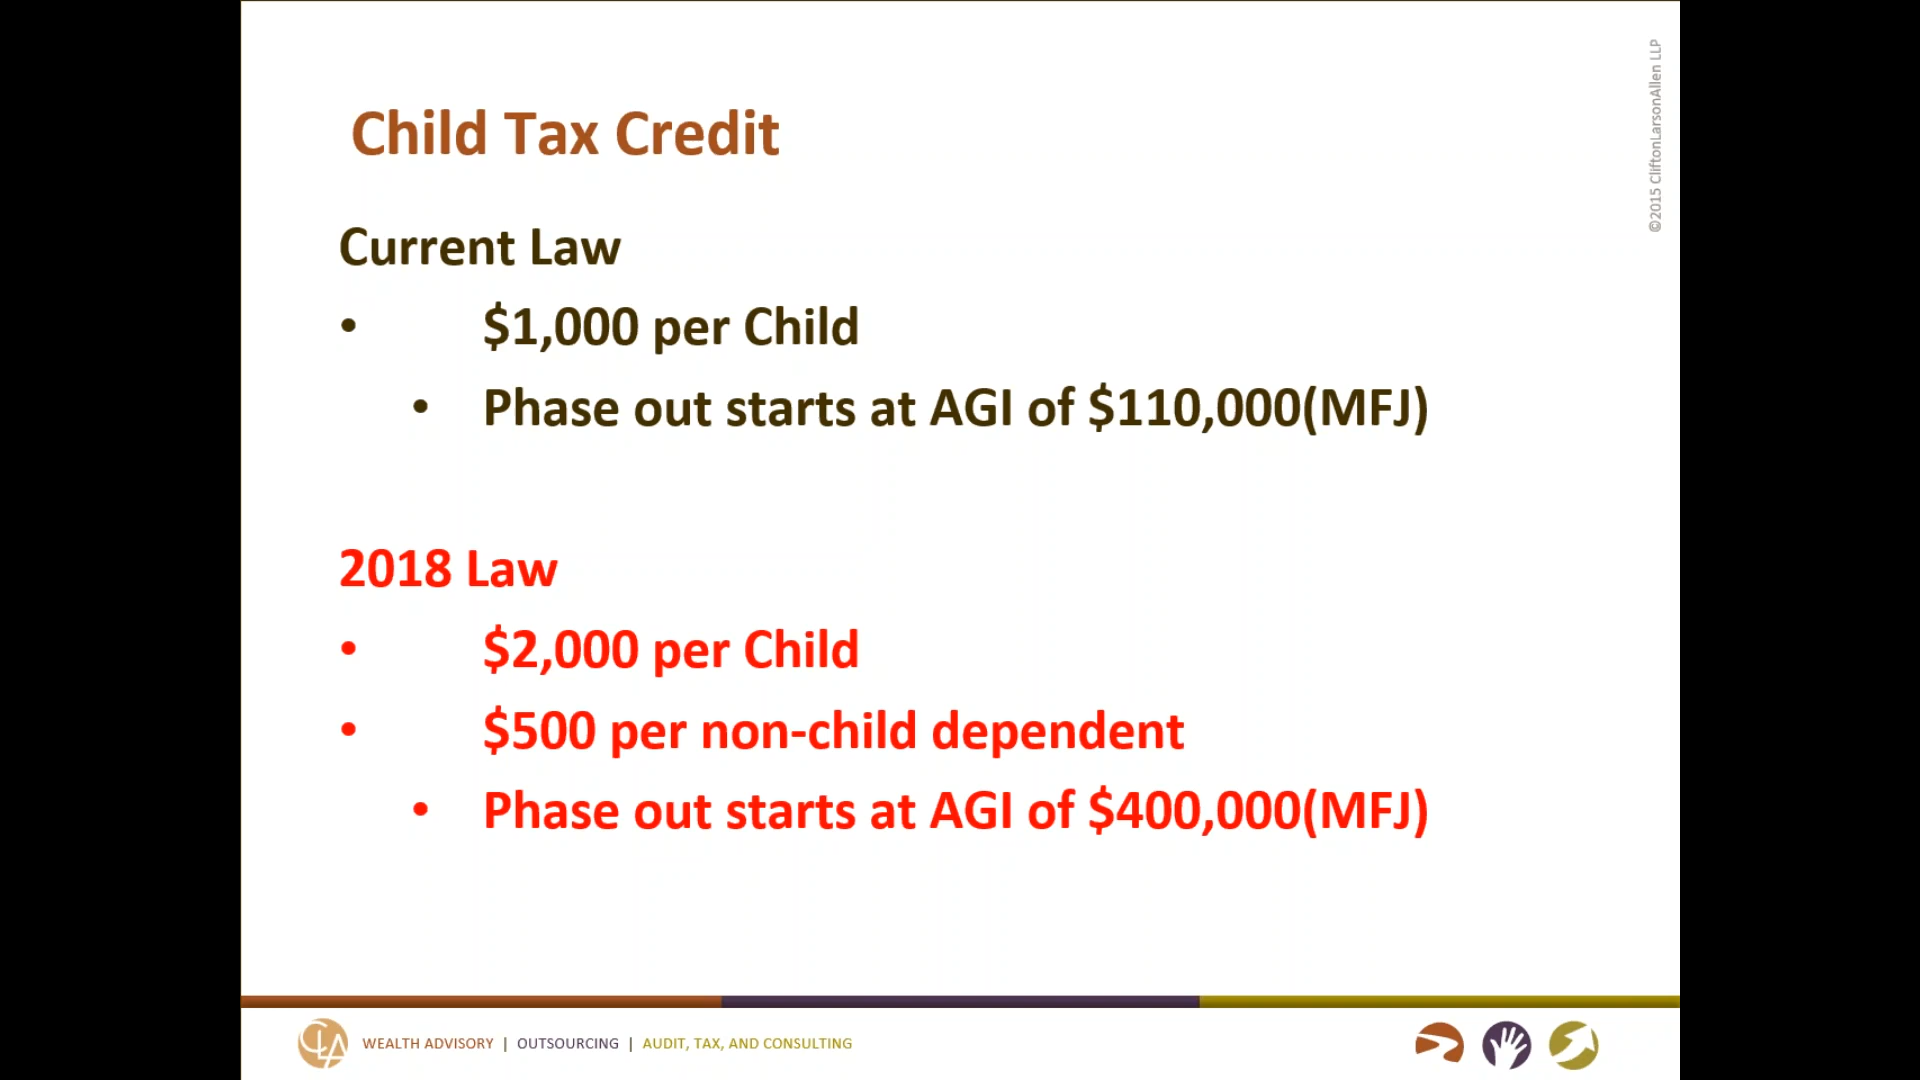 ©2015 CliftonLarsonAllen LLP
Child Tax Credit
Current Law
• $1,000 per Child
• Phase out starts at AGI of $110,000(MFJ)
2018 Law
• $2,000 per Child
• $500 per non-child dependent
• Phase out starts at AGI of $400,000(MFJ)
CLA WEALTH ADVISORY | OUTSOURCING | AUDIT, TAX, AND CONSULTING